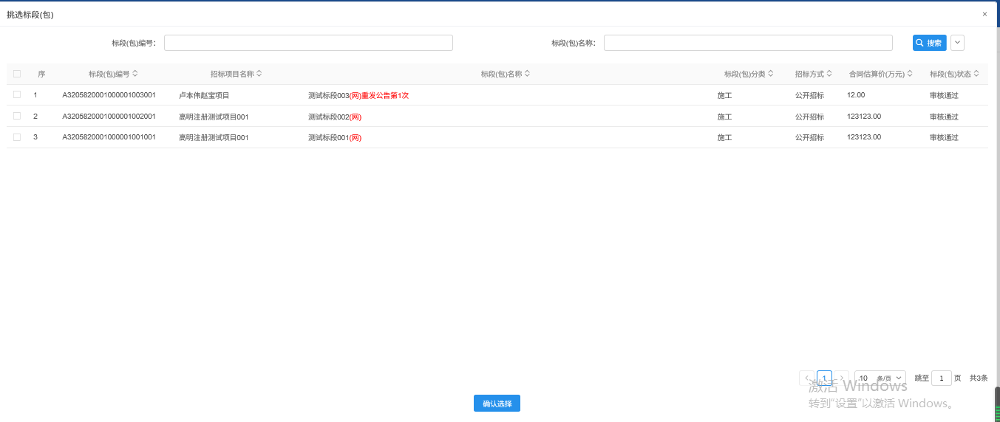 挑选标段(包) ×
标段(包)编号: 标段(包)名称: 搜索
序 标段(包)编号 招标项目名称 标段(包)名称 标段(包)分类 招标方式 合同估算价(万元) 标段(包)状态
1 A3205820001000001003001 卢本伟赵宝项目 测试标段003(网)重发公告第1次 施工 公开招标 12.00 审核通过
2 A3205820001000001002001 高明注册测试项目001 测试标段002(网) 施工 公开招标 123123.00 审核通过
3 A3205820001000001001001 高明注册测试项目001 测试标段001(网) 施工 公开招标 123123.00 审核通过
1 10 条/页 跳至 1 页 共3条
激活 Windows
转到“设置”以激活 Windows。
确认选择